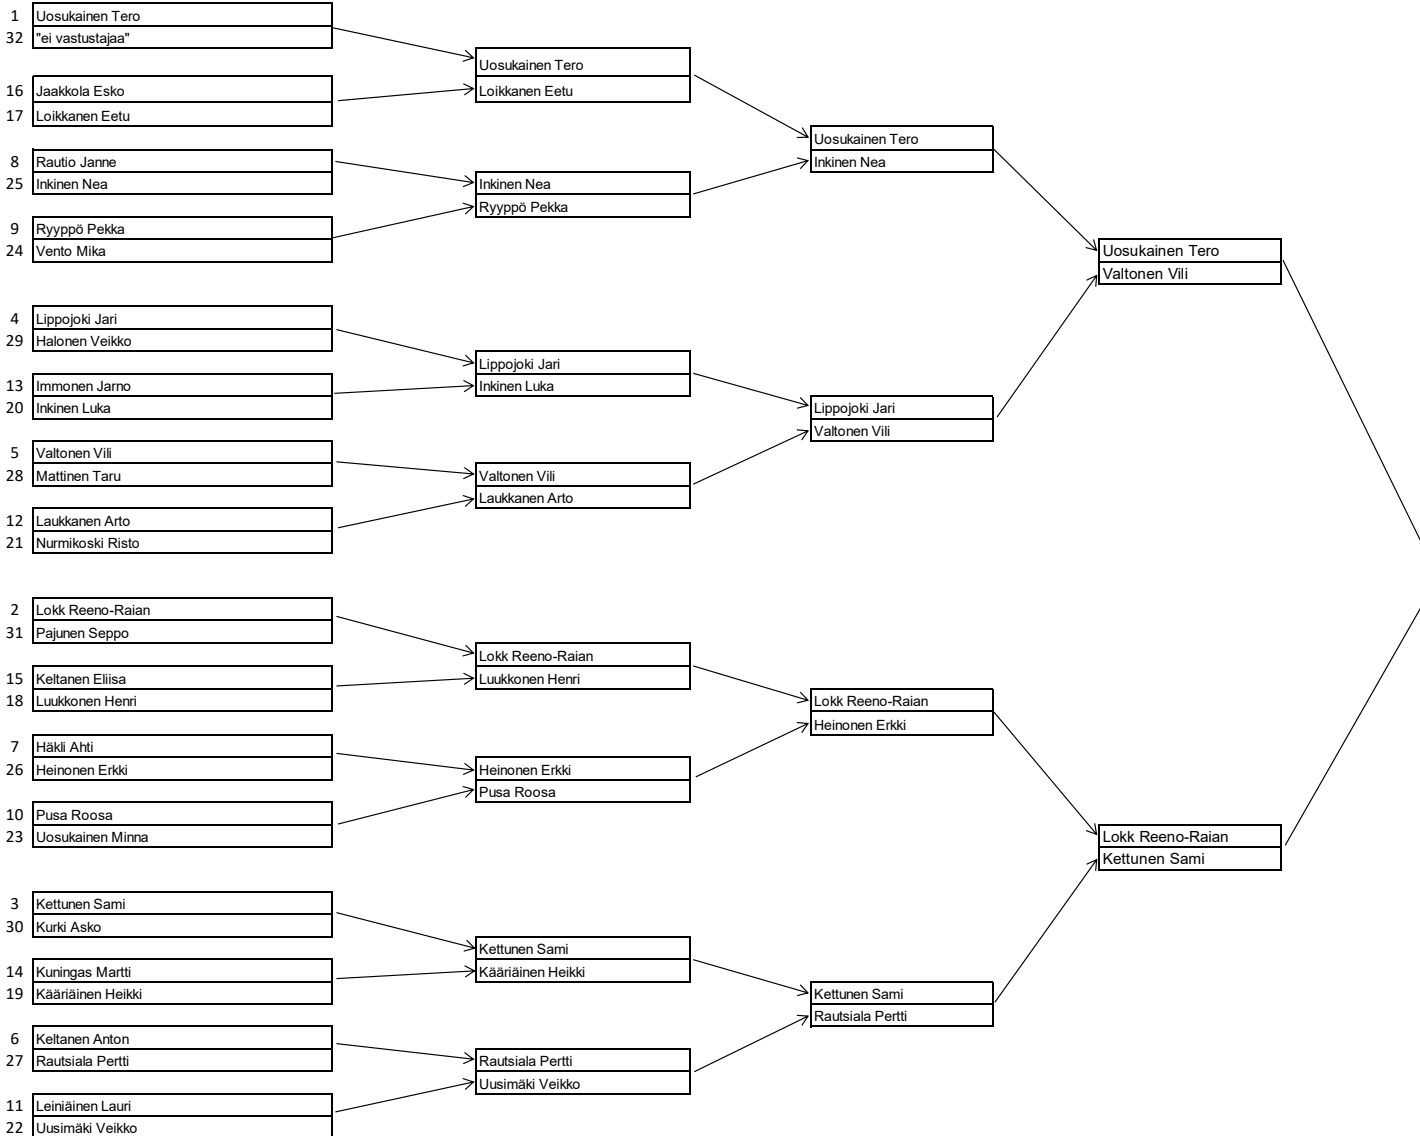 1 Uosukainen Tero
32 "ei vastustajaa"
16 Jaakkola Esko
17 Loikkanen Eetu
8 Rautio Janne
25 Inkinen Nea
9 Ryyppö Pekka
24 Vento Mika
4 Lippojoki Jari
29 Halonen Veikko
13 Immonen Jarno
20 Inkinen Luka
5 Valtonen Vili
28 Mattinen Taru
12 Laukkanen Arto
21 Nurmikoski Risto
2 Lokk Reeno-Raian
31 Pajunen Seppo
15 Keltanen Eliisa
18 Luukkonen Henri
7 Häkli Ahti
26 Heinonen Erkki
10 Pusa Roosa
23 Uosukainen Minna
3 Kettunen Sami
30 Kurki Asko
14 Kuningas Martti
19 Kääriäinen Heikki
6 Keltanen Anton
27 Rautsiala Pertti
11 Leiniäinen Lauri
22 Uusimäki Veikko
Uosukainen Tero
Loikkanen Eetu
Inkinen Nea
Ryyppö Pekka
Lippojoki Jari
Inkinen Luka
Valtonen Vili
Laukkanen Arto
Lokk Reeno-Raian
Luukkonen Henri
Heinonen Erkki
Pusa Roosa
Kettunen Sami
Kääriäinen Heikki
Rautsiala Pertti
Uusimäki Veikko
Uosukainen Tero
Inkinen Nea
Lippojoki Jari
Valtonen Vili
Lokk Reeno-Raian
Heinonen Erkki
Kettunen Sami
Rautsiala Pertti
Uosukainen Tero
Valtonen Vili
Lokk Reeno-Raian
Kettunen Sami